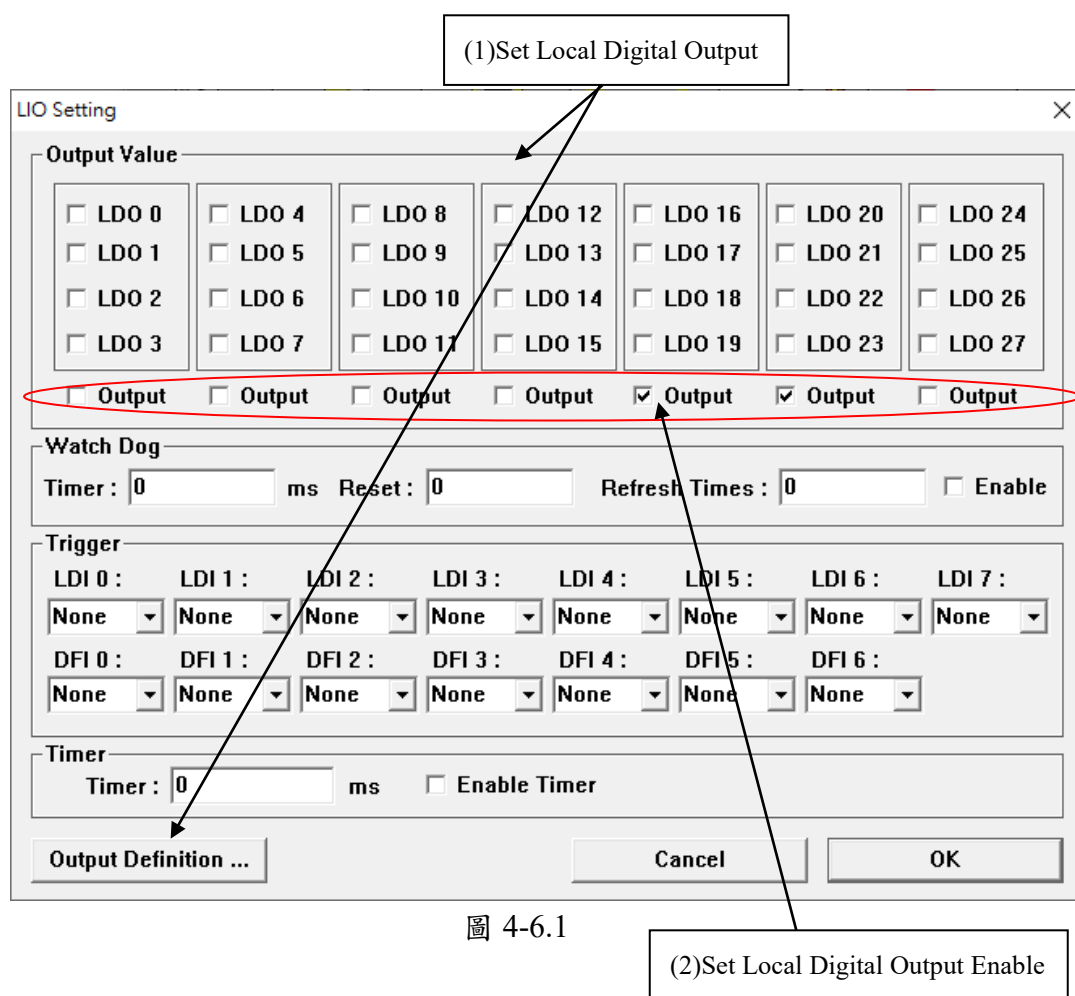 (1)Set Local Digital Output
LIO Setting
Output Value
LDO 0 LDO 4 LDO 8 LDO 12 LDO 16 LDO 20 LDO 24
LDO 1 LDO 5 LDO 9 LDO 13 LDO 17 LDO 21 LDO 25
LDO 2 LDO 6 LDO 10 LDO 14 LDO 18 LDO 22 LDO 26
LDO 3 LDO 7 LDO 11 LDO 15 LDO 19 LDO 23 LDO 27
Output Output Output Output Output Output Output
Watch Dog
Timer : 0 ms Reset : 0 Refresh Times : 0 Enable
Trigger
LDI 0 : LDI 1 : LDI 2 : LDI 3 : LDI 4 : LDI 5 : LDI 6 : LDI 7 :
None None None None None None None None
DFI 0 : DFI 1 : DFI 2 : DFI 3 : DFI 4 : DFI 5 : DFI 6 :
None None None None None None None
Timer
Timer : 0 ms Enable Timer
Output Definition ... Cancel OK
圖 4-6.1
(2)Set Local Digital Output Enable